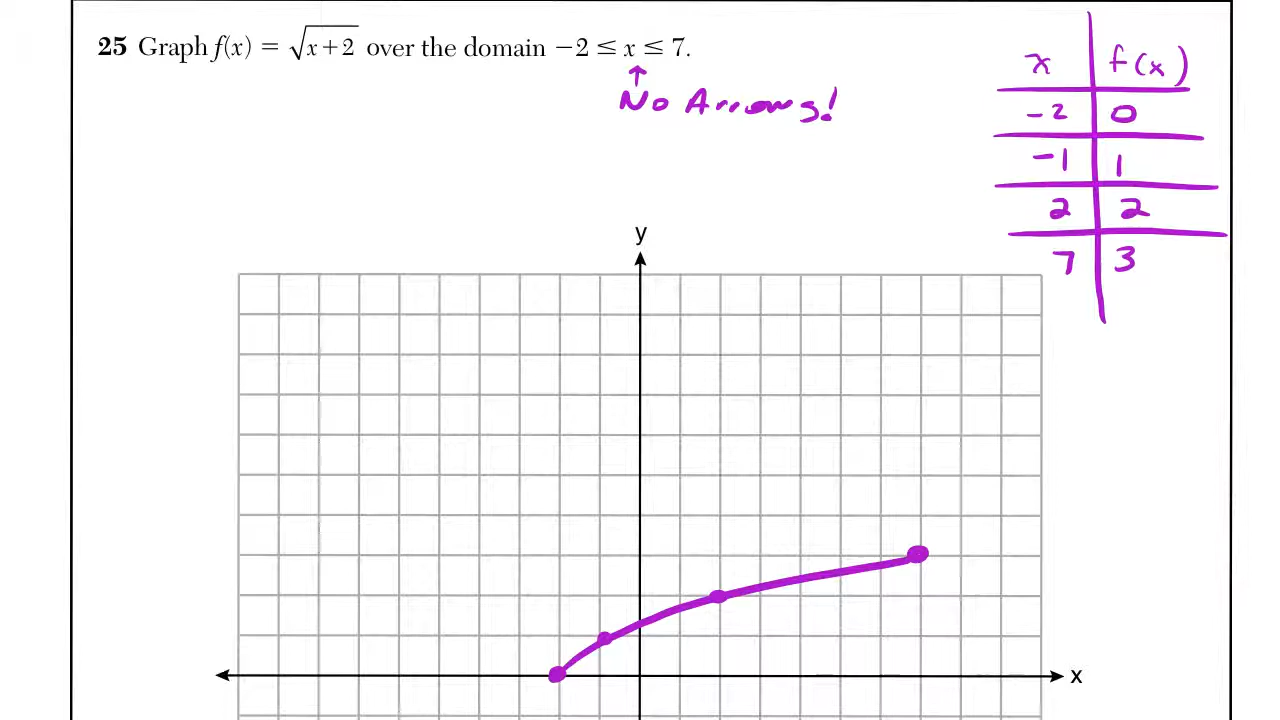 25 Graph f(x) = √x+2 over the domain −2 ≤ x ≤ 7.
↑
No Arrows!
x f(x)
-2 0
-1 1
2 2
7 3
y
x